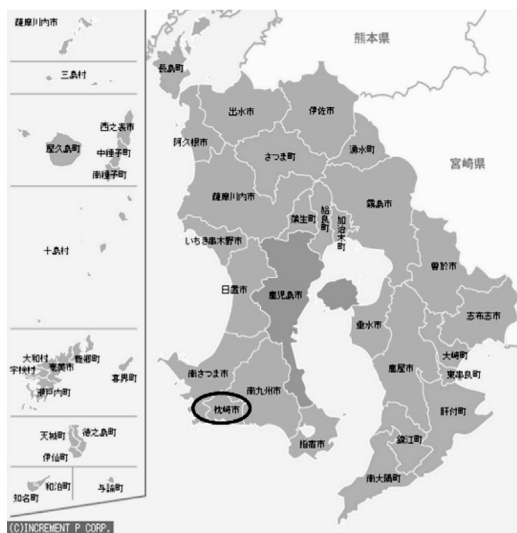 薩摩川内市
三島村
西之表市
屋久島町
中種子町
南種子町
十島村
大和村
龍郷町
宇検村
奄美市
喜界町
瀬戸内町
天城町
徳之島町
伊仙町
知名町
和泊町
与論町
(C)INCREMENT P CORP.
熊本県
宮崎県
長島町
出水市
伊佐市
阿久根市
さつま町
湧水町
薩摩川内市
蒲生町
姶良町
加治木町
霧島市
いちき串木野市
日置市
鹿児島市
曽於市
志布志市
垂水市
大崎町
東串良町
鹿屋市
南さつま市
南九州市
枕崎市
指宿市
肝付町
錦江町
南大隅町